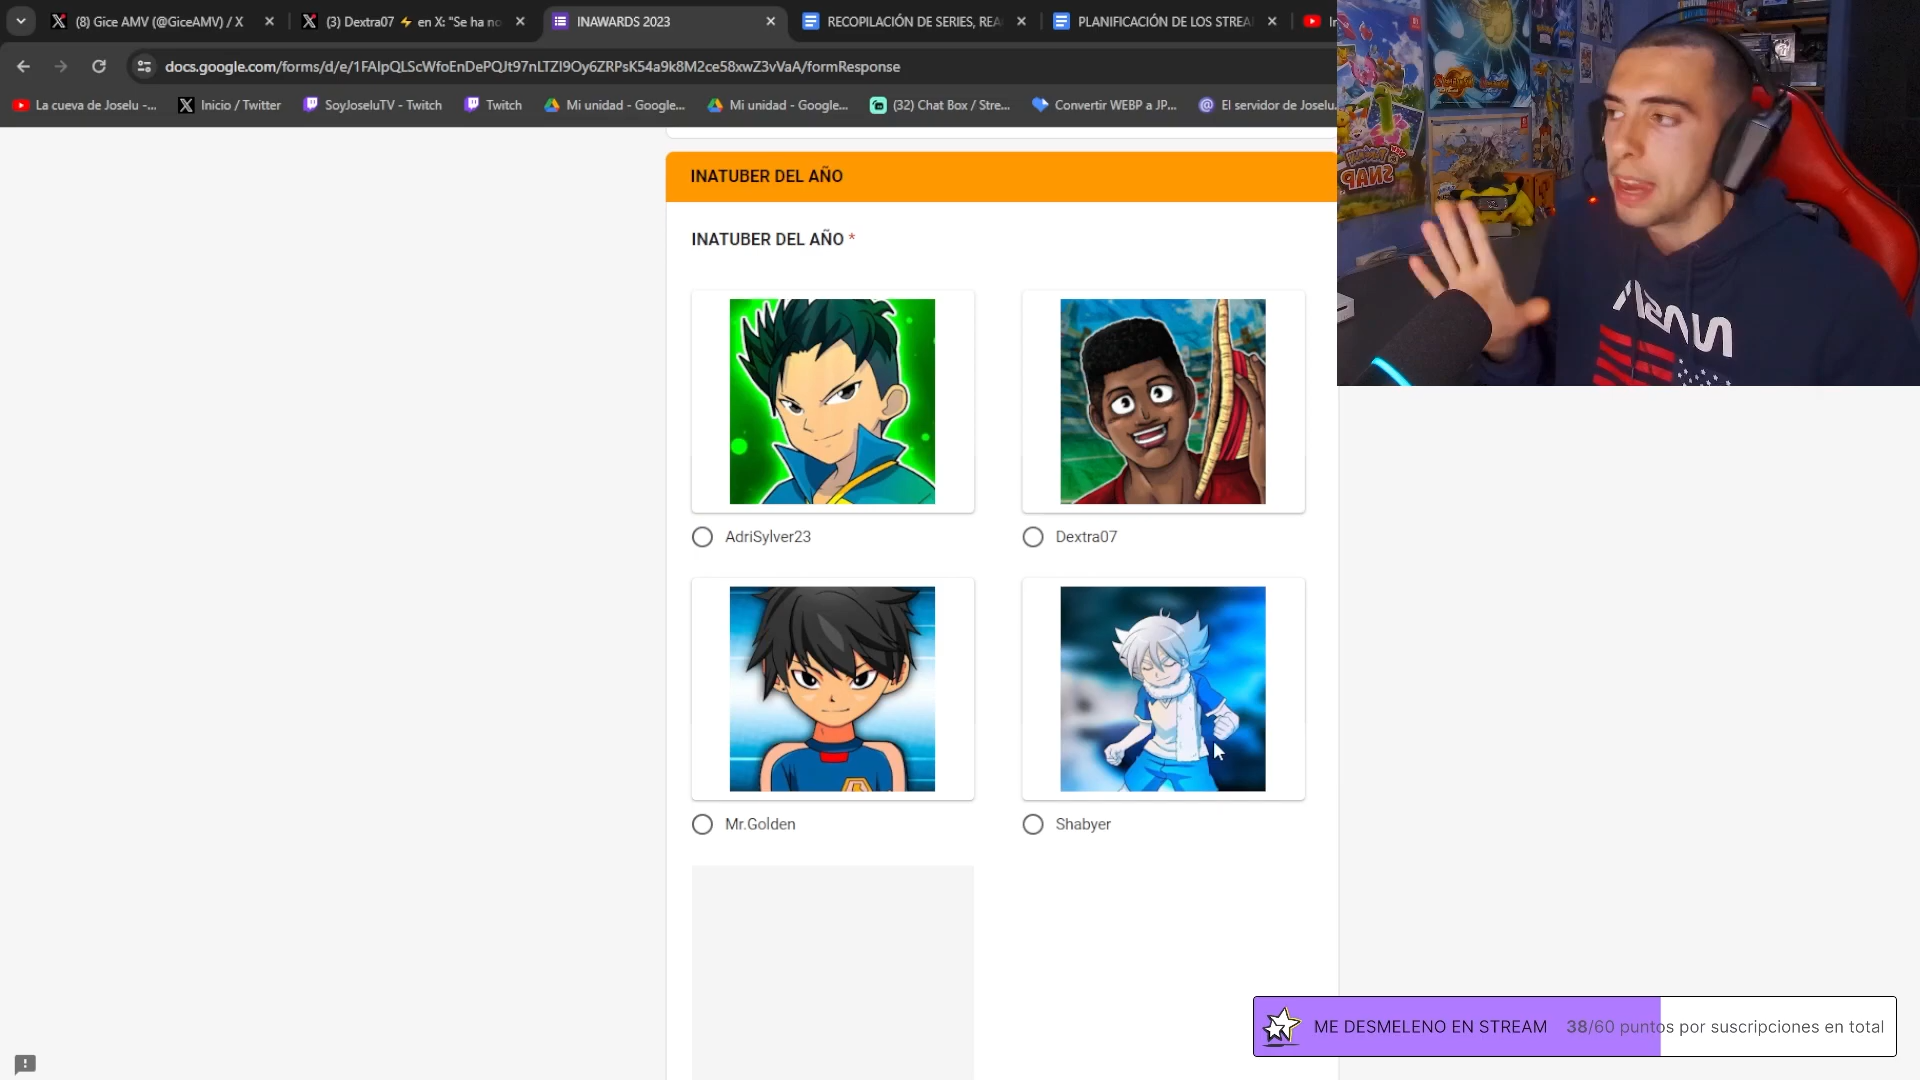 (8) Gice AMV (@GiceAMV) / X
(3) Dextra07 ⚡ en X: "Se ha no
INAWARDS 2023
RECOPILACIÓN DE SERIES, REA
PLANIFICACIÓN DE LOS STREA
docs.google.com/forms/d/e/1FAIpQLScWfoEnDePQJt97nLTZI9Oy6ZRPsK54a9k8M2ce58xwZ3vVaA/formResponse
La cueva de Joselu -...
Inicio / Twitter
SoyJoseluTV - Twitch
Twitch
Mi unidad - Google...
Mi unidad - Google...
(32) Chat Box / Stre...
Convertir WEBP a JP...
El servidor de Joselu
SNAP
NASA
INATUBER DEL AÑO
INATUBER DEL AÑO *
AdriSylver23
Dextra07
Mr.Golden
Shabyer
ME DESMELENO EN STREAM 38/60 puntos por suscripciones en total